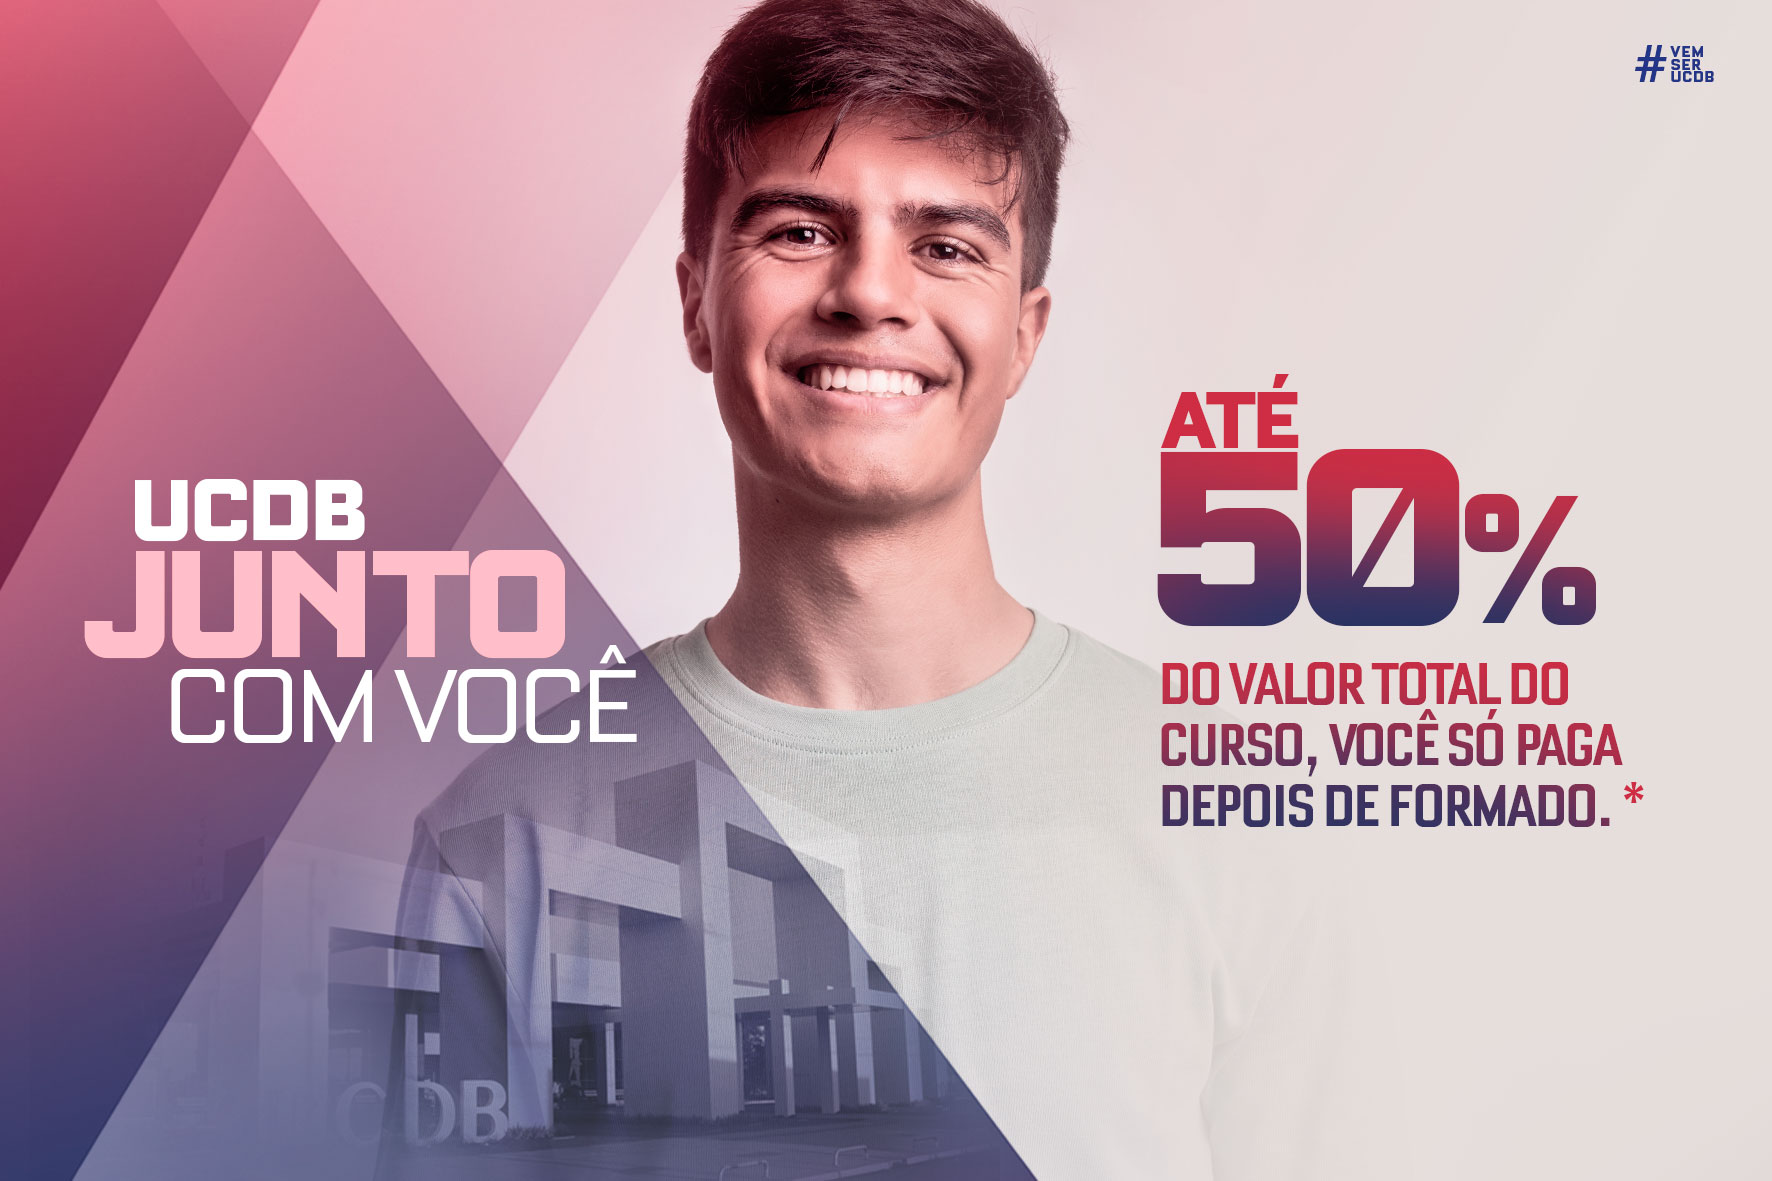 #VEM
SER
UCDB
UCDB
JUNTO
COM VOCÊ
ATÉ
50%
DO VALOR TOTAL DO
CURSO, VOCÊ SÓ PAGA
DEPOIS DE FORMADO. *
UCDB